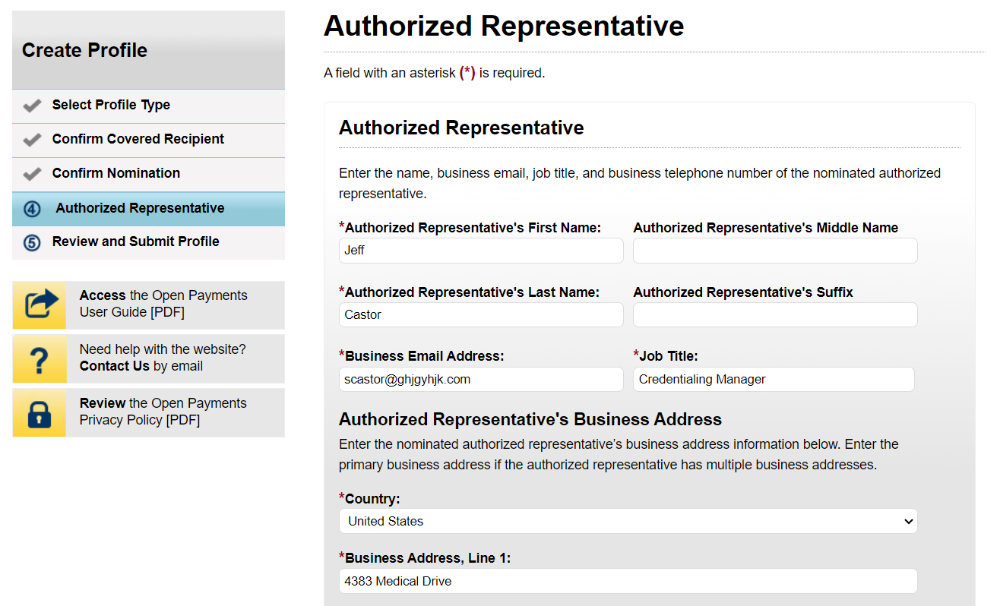 Create Profile
Select Profile Type
Confirm Covered Recipient
Confirm Nomination
4 Authorized Representative
5 Review and Submit Profile
Access the Open Payments
User Guide [PDF]
? Need help with the website?
Contact Us by email
Review the Open Payments
Privacy Policy [PDF]
Authorized Representative
A field with an asterisk (*) is required.
Authorized Representative
Enter the name, business email, job title, and business telephone number of the nominated authorized
representative.
*Authorized Representative's First Name: Authorized Representative's Middle Name
Jeff
*Authorized Representative's Last Name: Authorized Representative's Suffix
Castor
*Business Email Address: *Job Title:
scastor@ghjgyhjk.com Credentialing Manager
Authorized Representative's Business Address
Enter the nominated authorized representative's business address information below. Enter the
primary business address if the authorized representative has multiple business addresses.
*Country:
United States
*Business Address, Line 1:
4383 Medical Drive